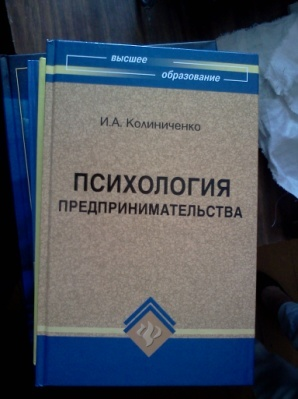 высшее
образование
И.А. Колиниченко
ПСИХОЛОГИЯ
ПРЕДПРИНИМАТЕЛЬСТВА